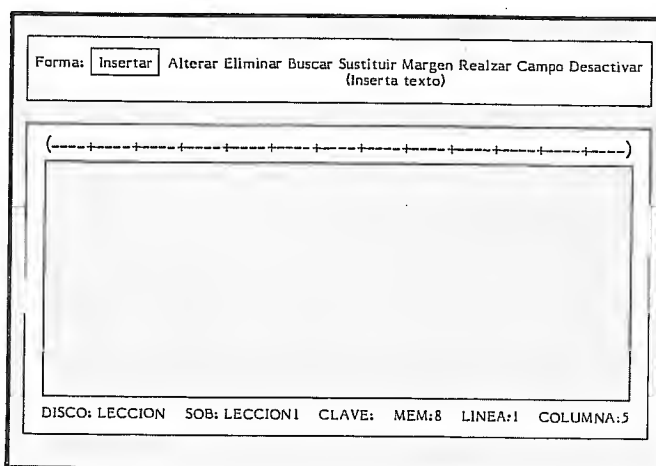 Forma: Insertar Alterar Eliminar Buscar Sustituir Margen Realzar Campo Desactivar
(Inserta texto)
(----+----+----+----+----+----+----+----+----+----+----+----+----)
DISCO: LECCION SOB: LECCION1 CLAVE: MEM:8 LINEA:1 COLUMNA:5